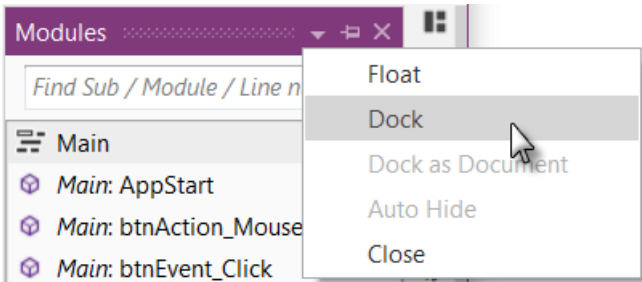 Modules
Find Sub / Module / Line n
Main
Main: AppStart
Main: btnAction_Mouse
Main: btnEvent_Click
Float
Dock
Dock as Document
Auto Hide
Close